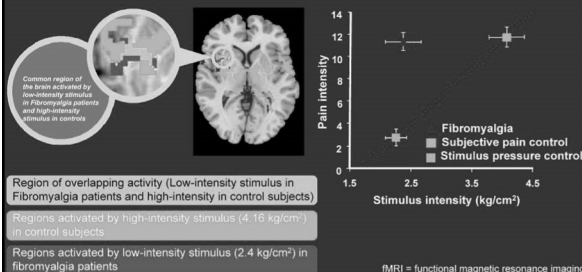 Common region of
the brain activated by
low-intensity stimulus
in Fibromyalgia patients
and high-intensity
stimulus in controls
Region of overlapping activity (Low-intensity stimulus in
Fibromyalgia patients and high-intensity in control subjects)
Regions activated by high-intensity stimulus (4.16 kg/cm²)
in control subjects
Regions activated by low-intensity stimulus (2.4 kg/cm²) in
fibromyalgia patients
Pain intensity
14
12
10
8
6
4
2
0
1.5 2.5 3.5 4.5
Stimulus intensity (kg/cm²)
Fibromyalgia
Subjective pain control
Stimulus pressure control
fMRI = functional magnetic resonance imaging